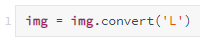 1 img = img.convert('L')